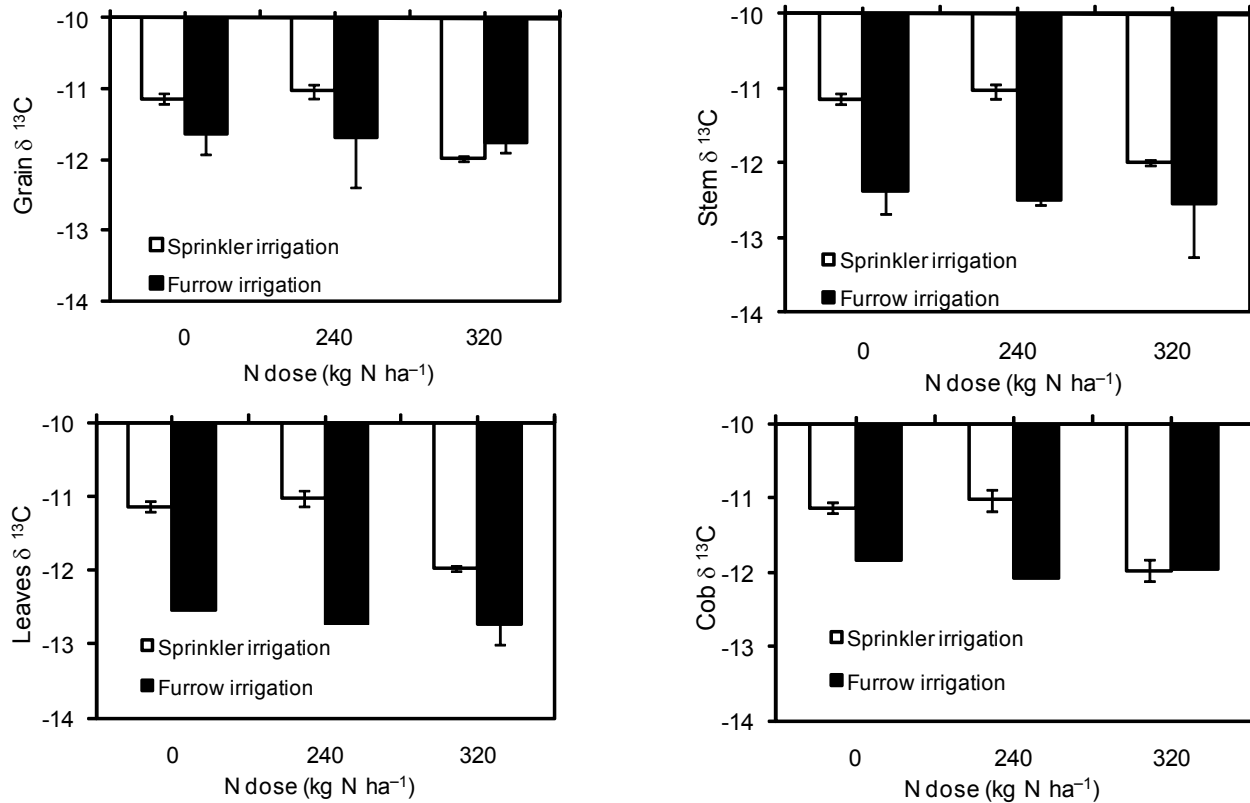 -10
-11
-12
-13
-14
Grain δ ¹³C
Sprinkler irrigation
Furrow irrigation
0 240 320
N dose (kg N ha⁻¹)
-10
-11
-12
-13
-14
Stem δ ¹³C
Sprinkler irrigation
Furrow irrigation
0 240 320
N dose (kg N ha⁻¹)
-10
-11
-12
-13
-14
Leaves δ ¹³C
Sprinkler irrigation
Furrow irrigation
0 240 320
N dose (kg N ha⁻¹)
-10
-11
-12
-13
-14
Cob δ ¹³C
Sprinkler irrigation
Furrow irrigation
0 240 320
N dose (kg N ha⁻¹)